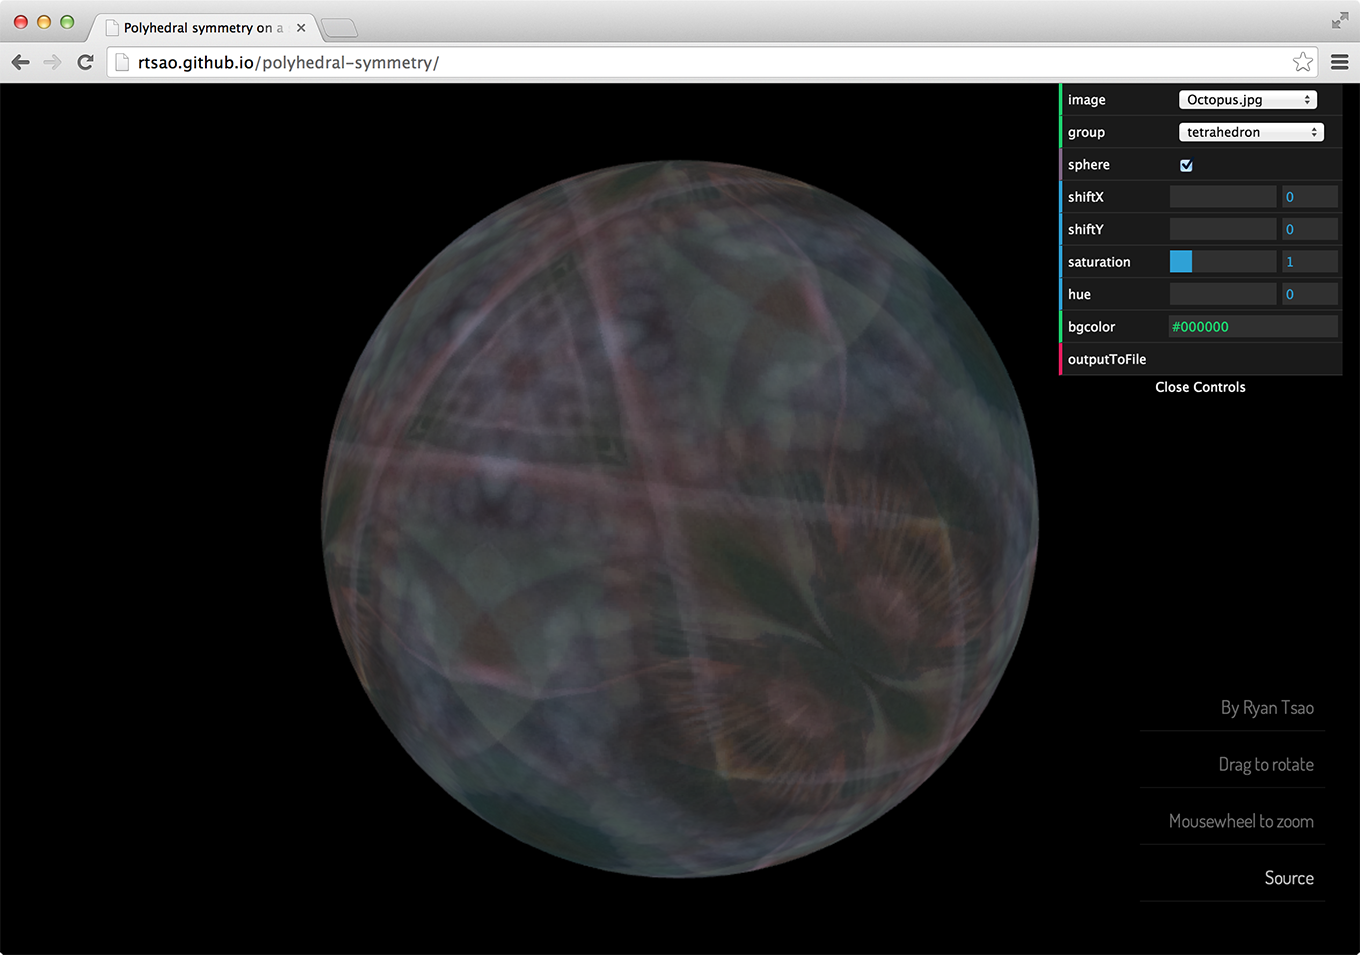 Polyhedral symmetry on a
rtsao.github.io/polyhedral-symmetry/
image Octopus.jpg
group tetrahedron
sphere
shiftX 0
shiftY 0
saturation 1
hue 0
bgcolor #000000
outputToFile
Close Controls
By Ryan Tsao
Drag to rotate
Mousewheel to zoom
Source